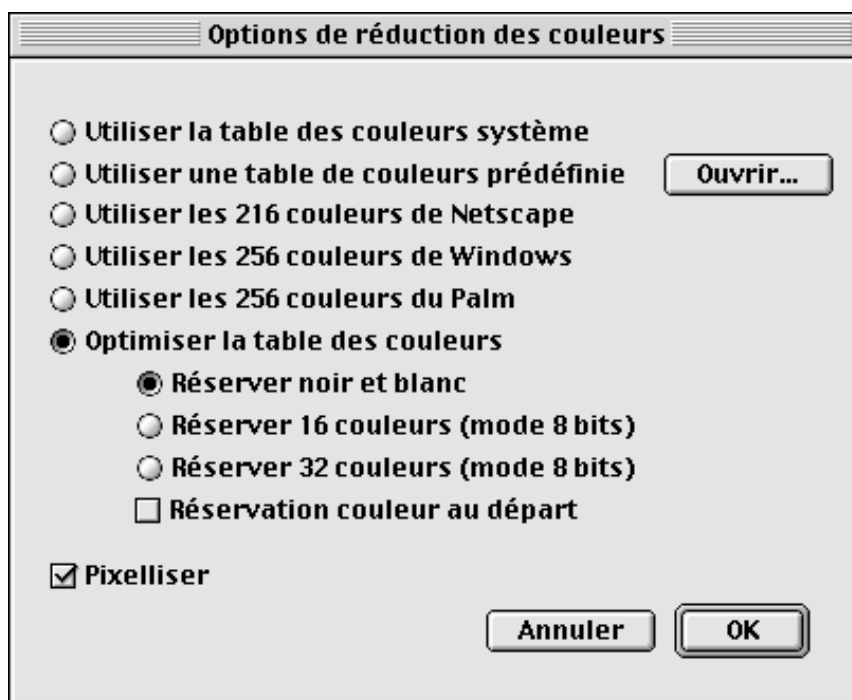 Options de réduction des couleurs
Utiliser la table des couleurs système
Utiliser une table de couleurs prédéfinie Ouvrir...
Utiliser les 216 couleurs de Netscape
Utiliser les 256 couleurs de Windows
Utiliser les 256 couleurs du Palm
Optimiser la table des couleurs
Réserver noir et blanc
Réserver 16 couleurs (mode 8 bits)
Réserver 32 couleurs (mode 8 bits)
Réservation couleur au départ
Pixelliser
Annuler OK